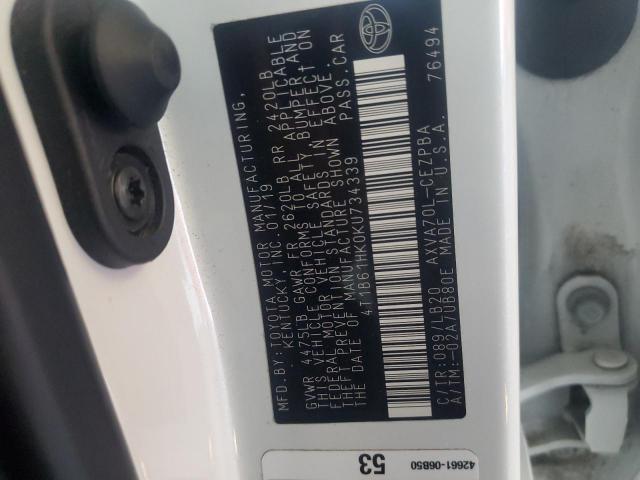 MFD.BY:TOYOTA MOTOR MANUFACTURING,
KENTUCKY, INC. 01/19
GVWR 4475LB GAWR FR 2620LB RR 2420LB
THIS VEHICLE CONFORMS TO ALL APPLICABLE
FEDERAL MOTOR VEHICLE SAFETY, BUMPER AND
THEFT PREVENTION STANDARDS IN EFFECT ON
THE DATE OF MANUFACTURE SHOWN ABOVE.
4T1B61HK0KU734339 PASS.CAR
C/TR:089/LB20 AXVA70L-CEZPBA
A/TM:-02A/UB80E MADE IN U.S.A. 76494
53
42661-06B50